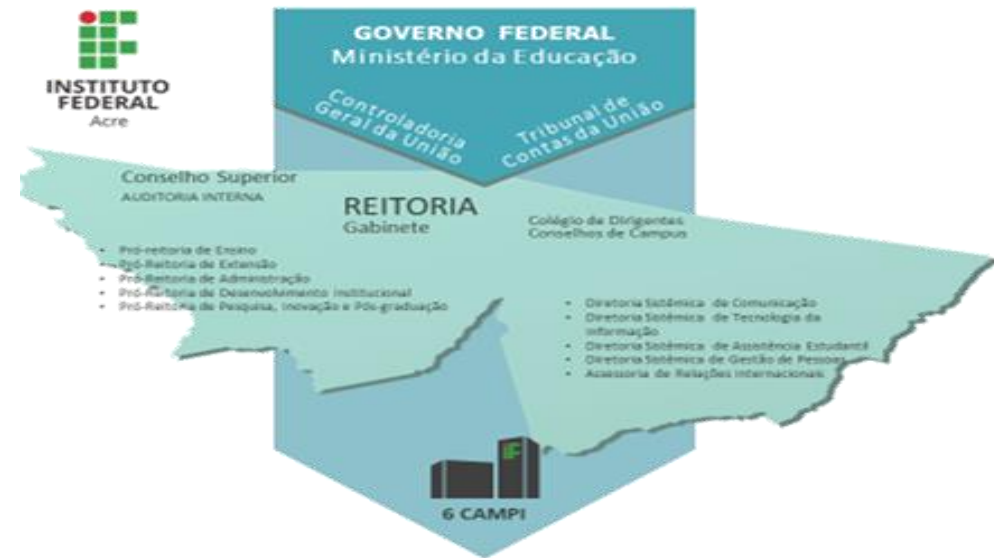 INSTITUTO
FEDERAL
Acre
GOVERNO FEDERAL
Ministério da Educação
Controladoria
Geral da União
Tribunal de
Contas da União
Conselho Superior
AUDITORIA INTERNA
REITORIA
Gabinete
Colégio de Dirigentes
Conselhos de Campus
• Pró-reitoria de Ensino
• Pró-Reitoria de Extensão
• Pró-Reitoria de Administração
• Pró-Reitoria de Desenvolvimento Institucional
• Pró-Reitoria de Pesquisa, Inovação e Pós-graduação
• Diretoria Sistêmica de Comunicação
• Diretoria Sistêmica de Tecnologia da
Informação
• Diretoria Sistêmica de Assistência Estudantil
• Diretoria Sistêmica de Gestão de Pessoas
• Assessoria de Relações Internacionais
IF
6 CAMPI